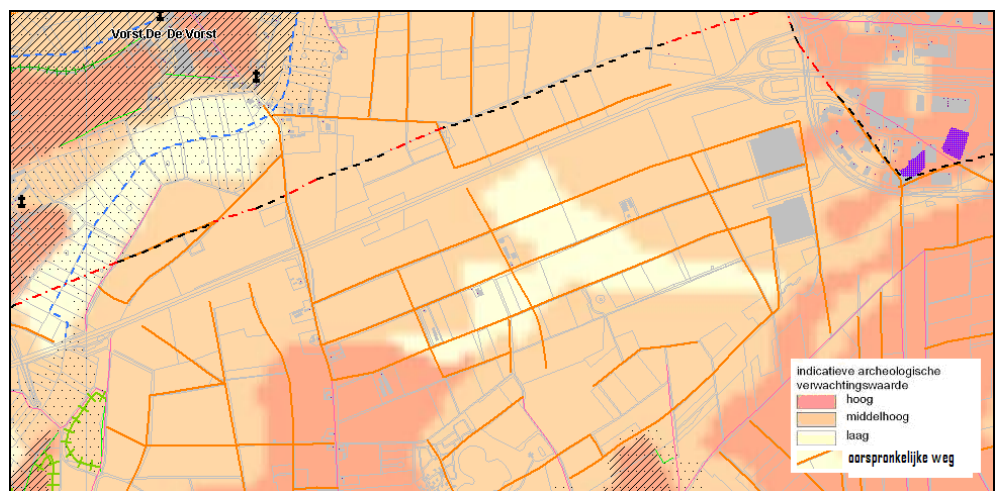 Vorst,De De Vorst
indicatieve archeologische
verwachtingswaarde
hoog
middelhoog
laag
oorspronkelijke weg